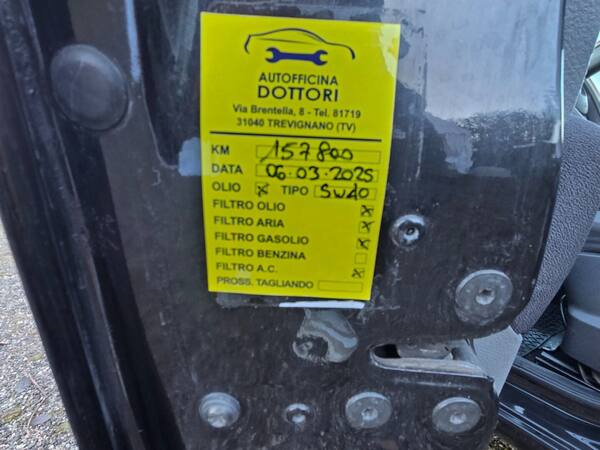 AUTOFFICINA
DOTTORI
Via Brentella, 8 - Tel. 81719
31040 TREVIGNANO (TV)
KM 157800
DATA 06.03.2025
OLIO TIPO 5W40
FILTRO OLIO
FILTRO ARIA
FILTRO GASOLIO
FILTRO BENZINA
FILTRO A.C.
PROSS. TAGLIANDO